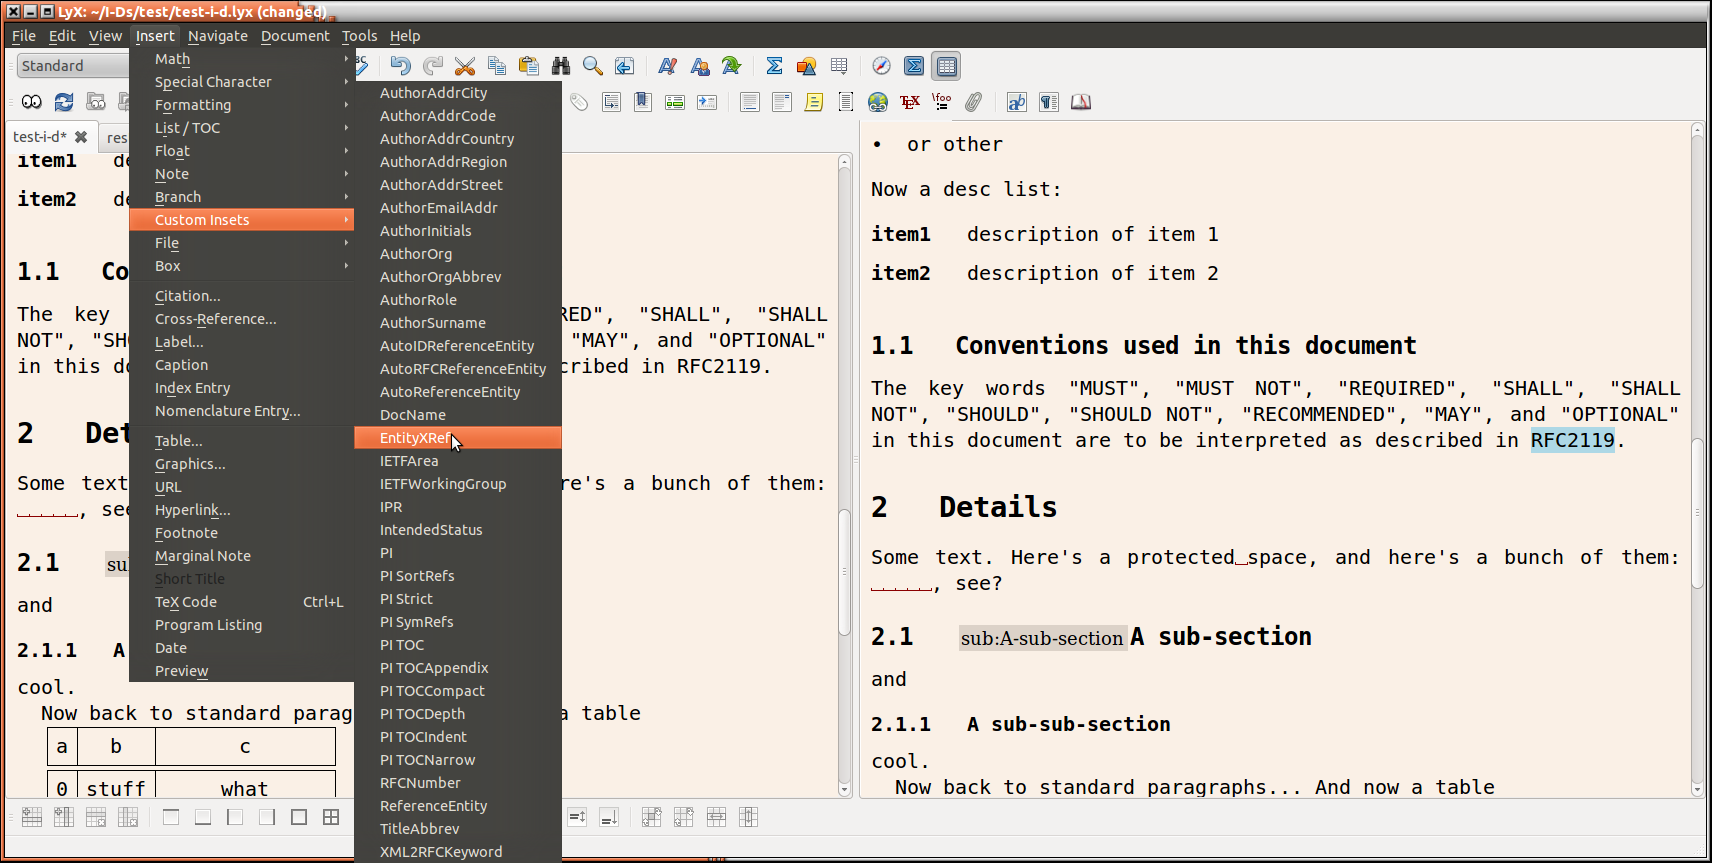 LyX: ~/I-Ds/test/test-i-d.lyx (changed)
File Edit View Insert Navigate Document Tools Help
Standard
Math
Special Character
Formatting
List / TOC
Float
Note
Branch
Custom Insets
File
Box
Citation...
Cross-Reference...
Label...
Caption
Index Entry
Nomenclature Entry...
Table...
Graphics...
URL
Hyperlink...
Footnote
Marginal Note
Short Title
TeX Code Ctrl+L
Program Listing
Date
Preview
AuthorAddrCity
AuthorAddrCode
AuthorAddrCountry
AuthorAddrRegion
AuthorAddrStreet
AuthorEmailAddr
AuthorInitials
AuthorOrg
AuthorOrgAbbrev
AuthorRole
AuthorSurname
AutoIDReferenceEntity
AutoRFCReferenceEntity
AutoReferenceEntity
DocName
EntityXRef
IETFArea
IETFWorkingGroup
IPR
IntendedStatus
PI
PI SortRefs
PI Strict
PI SymRefs
PI TOC
PI TOCAppendix
PI TOCCompact
PI TOCDepth
PI TOCIndent
PI TOCNarrow
RFCNumber
ReferenceEntity
TitleAbbrev
XML2RFCKeyword
TEX \foo ab
test-i-d* res
item1 de
item2 de
1.1 Co
The key RED", "SHALL", "SHALL
NOT", "SH "MAY", and "OPTIONAL"
in this do cribed in RFC2119.
2 Det
Some text re's a bunch of them:
, see
2.1 su
and
2.1.1 A
cool.
Now back to standard parag a table
a b c
0 stuff what
• or other
Now a desc list:
item1 description of item 1
item2 description of item 2
1.1 Conventions used in this document
The key words "MUST", "MUST NOT", "REQUIRED", "SHALL", "SHALL
NOT", "SHOULD", "SHOULD NOT", "RECOMMENDED", "MAY", and "OPTIONAL"
in this document are to be interpreted as described in RFC2119.
2 Details
Some text. Here's a protected space, and here's a bunch of them:
, see?
2.1 sub:A-sub-section A sub-section
and
2.1.1 A sub-sub-section
cool.
Now back to standard paragraphs... And now a table